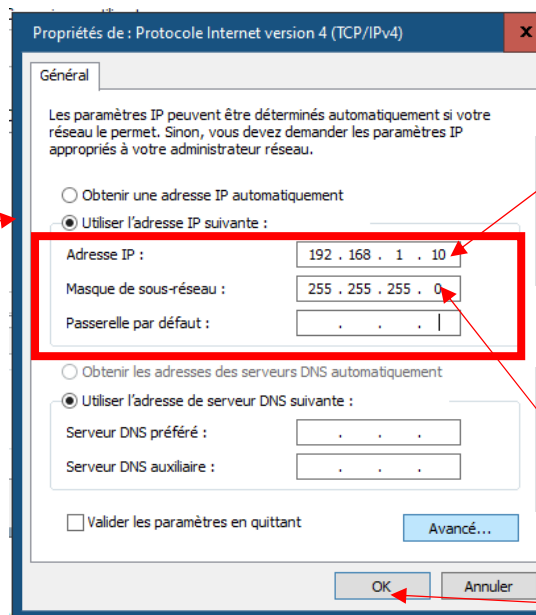 Propriétés de : Protocole Internet version 4 (TCP/IPv4)
x
Général
Les paramètres IP peuvent être déterminés automatiquement si votre
réseau le permet. Sinon, vous devez demander les paramètres IP
appropriés à votre administrateur réseau.
Obtenir une adresse IP automatiquement
Utiliser l'adresse IP suivante :
Adresse IP : 192 . 168 . 1 . 10
Masque de sous-réseau : 255 . 255 . 255 . 0
Passerelle par défaut : . . .
Obtenir les adresses des serveurs DNS automatiquement
Utiliser l'adresse de serveur DNS suivante :
Serveur DNS préféré : . . .
Serveur DNS auxiliaire : . . .
Valider les paramètres en quittant
Avancé...
OK Annuler